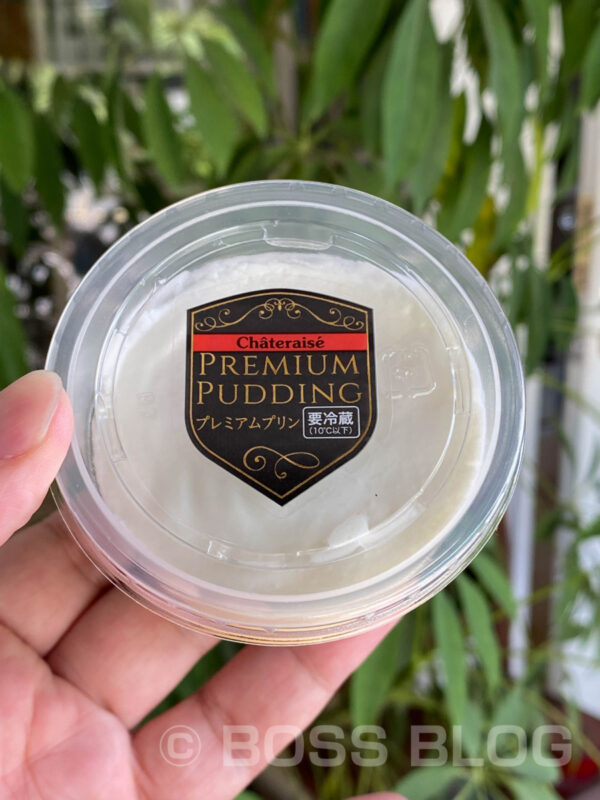 Châteraisé
PREMIUM
PUDDING
プレミアムプリン
要冷蔵
(10℃以下)
© BOSS BLOG